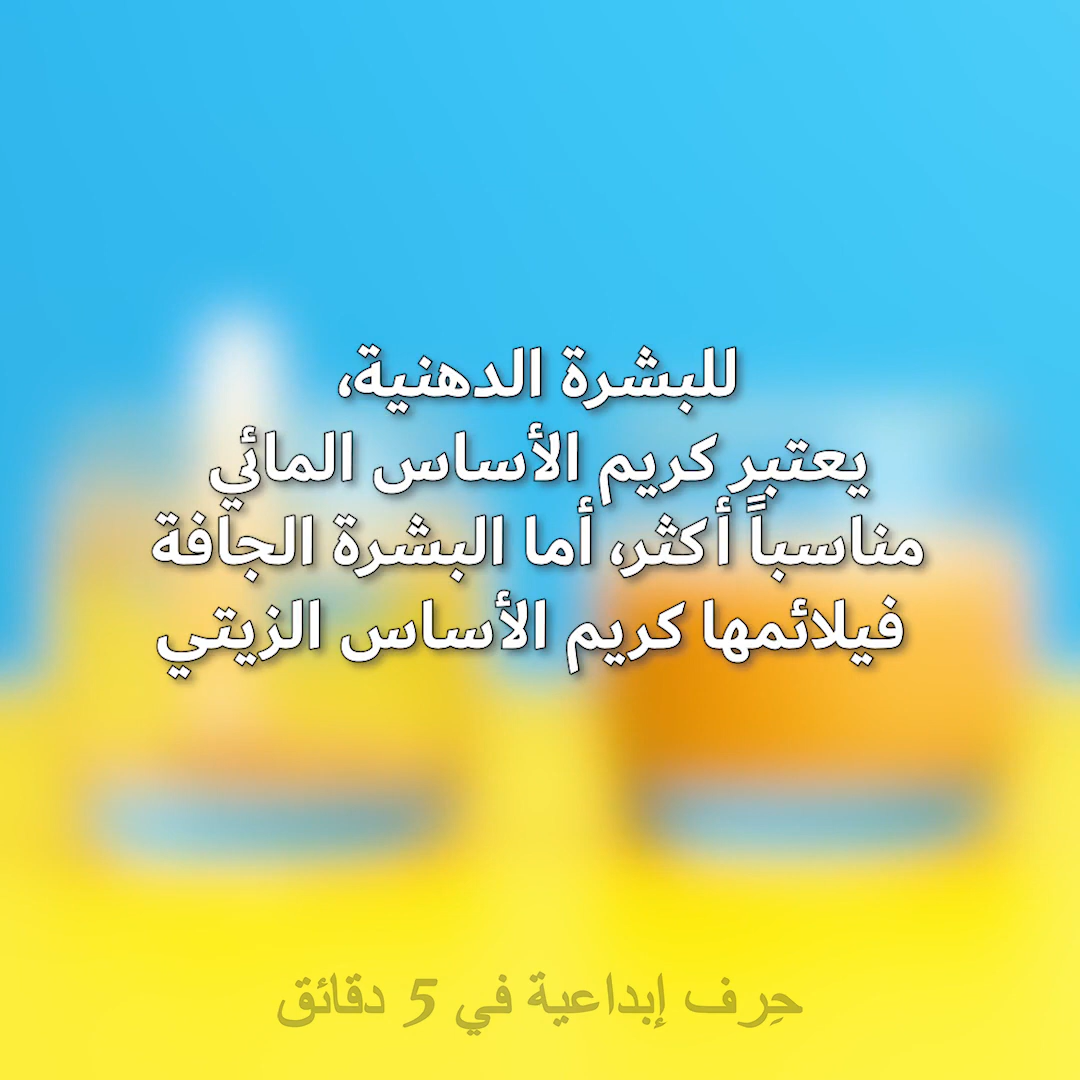 للبشرة الدهنية،
يعتبر كريم الأساس المائي
مناسباً أكثر، أما البشرة الجافة
فيلائمها كريم الأساس الزيتي
حِرف إبداعية في 5 دقائق